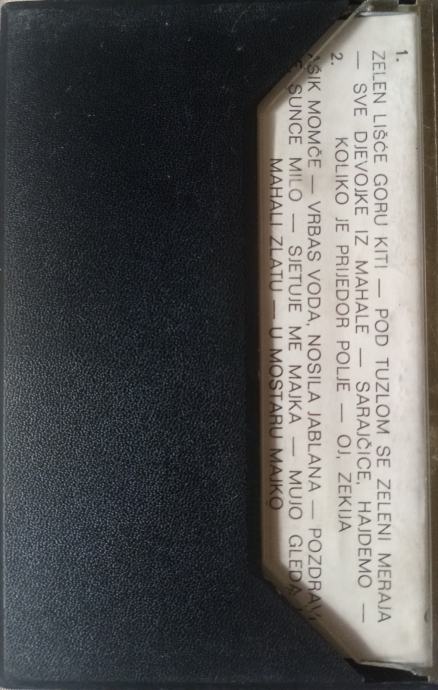 1.
ZELEN LIŠĆE GORU KITI — POD TUZLOM SE ZELENI MERAJA
— SVE DJEVOJKE IZ MAHALE — SARAJČICE, HAJDEMO —
KOLIKO JE PRIJEDOR POLJE — OJ, ZEKIJA
2.
AŠIK MOMČE — VRBAS VODA, NOSILA JABLANA —
SUNCE MILO — SJETUJE ME MAJKA — MUJO GLEDA
MAHALI ZLATU — U MOSTARU MAJKO